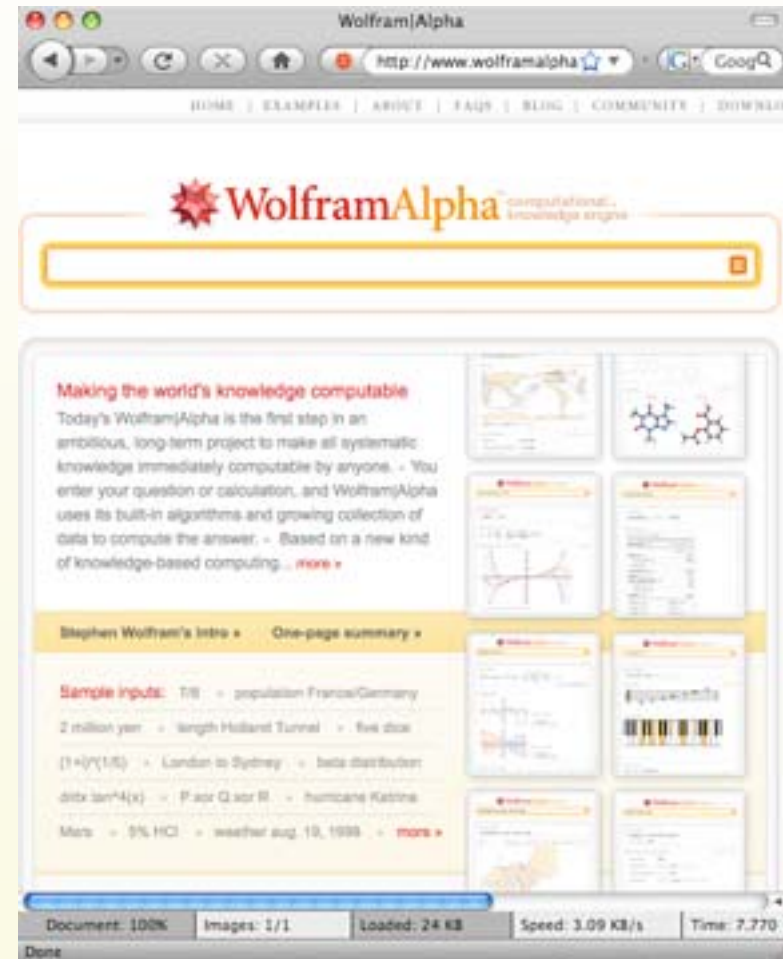 Wolfram|Alpha
http://www.wolframalpha
Goog
HOME | EXAMPLES | ABOUT | FAQS | BLOG | COMMUNITY | DOWNLO
WolframAlpha computational knowledge engine
Making the world's knowledge computable
Today's Wolfram|Alpha is the first step in an
ambitious, long-term project to make all systematic
knowledge immediately computable by anyone. • You
enter your question or calculation, and Wolfram|Alpha
uses its built-in algorithms and growing collection of
data to compute the answer. • Based on a new kind
of knowledge-based computing... more »
Stephen Wolfram's Intro » One-page summary »
Sample inputs: 7/6 • population France/Germany
2 million yen • length Holland Tunnel • five dice
(1+i)^(1/5) • London to Sydney • beta distribution
d/dx tan^4(x) • P xor Q xor R • hurricane Katrina
Mars • 5% HCl • weather aug. 19, 1998 • more »
Document: 100% Images: 1/1 Loaded: 24 KB Speed: 3.09 KB/s Time: 7.770
Done